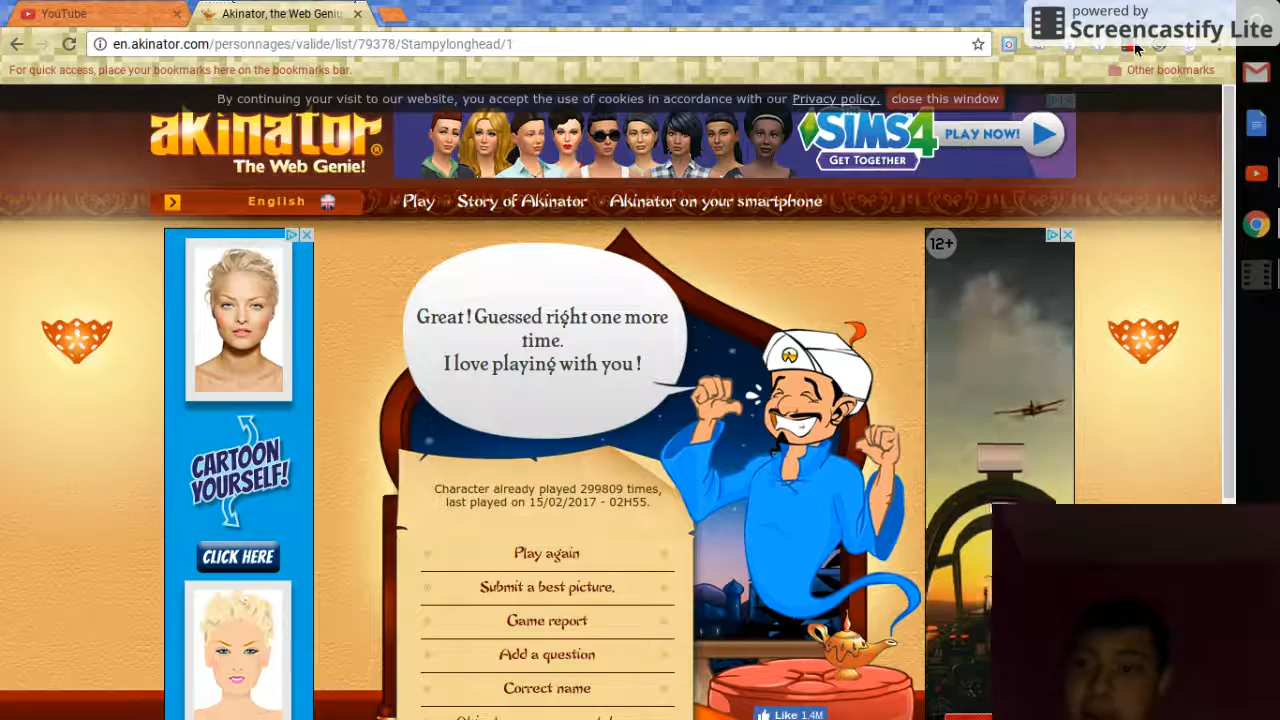 YouTube
Akinator, the Web Geni
powered by
Screencastify Lite
en.akinator.com/personnages/valide/list/79378/Stampylonghead/1
For quick access, place your bookmarks here on the bookmarks bar.
Other bookmarks
By continuing your visit to our website, you accept the use of cookies in accordance with our Privacy policy.
close this window
akinator®
The Web Genie!
THE SIMS 4
GET TOGETHER
PLAY NOW!
English
Play
Story of Akinator
Akinator on your smartphone
12+
Great! Guessed right one more
time.
I love playing with you!
CARTOON
YOURSELF!
CLICK HERE
Character already played 299809 times,
last played on 15/02/2017 - 02H55.
Play again
Submit a best picture.
Game report
Add a question
Correct name
Like 1.4M